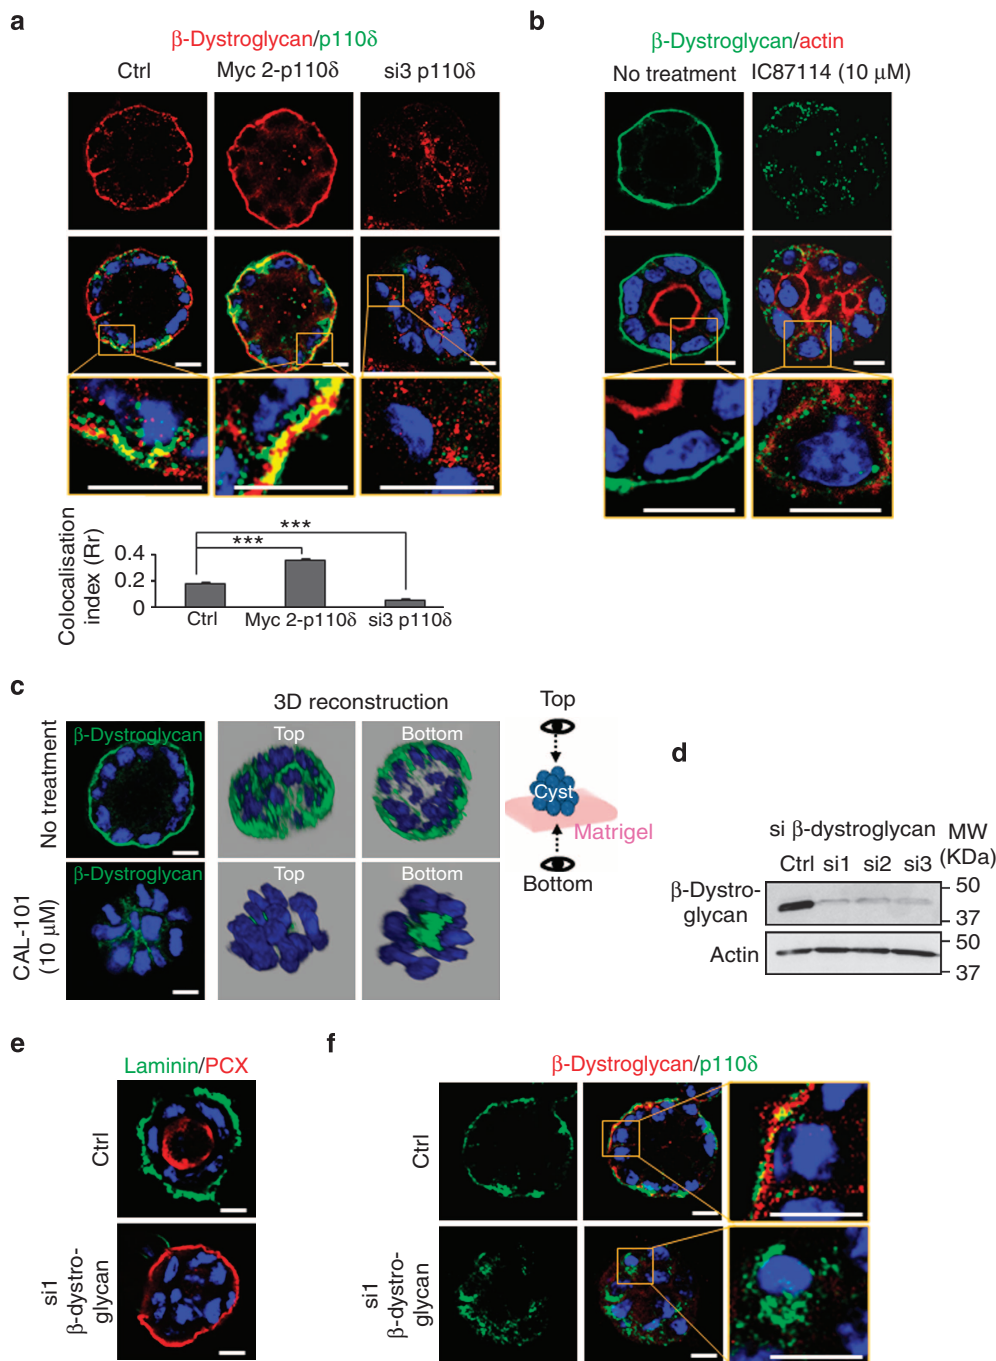 a
β-Dystroglycan/p110δ
Ctrl
Myc 2-p110δ
si3 p110δ
Colocalisation
index (Rr)
0.4
0.2
0
***
***
Ctrl
Myc 2-p110δ
si3 p110δ
b
β-Dystroglycan/actin
No treatment
IC87114 (10 μM)
c
3D reconstruction
No treatment
β-Dystroglycan
Top
Bottom
CAL-101
(10 μM)
β-Dystroglycan
Top
Bottom
Top
Cyst
Matrigel
Bottom
d
si β-dystroglycan
MW
(KDa)
Ctrl
si1
si2
si3
β-Dystro-
glycan
50
37
Actin
50
37
e
Laminin/PCX
Ctrl
si1
β-dystro-
glycan
f
β-Dystroglycan/p110δ
Ctrl
si1
β-dystro-
glycan